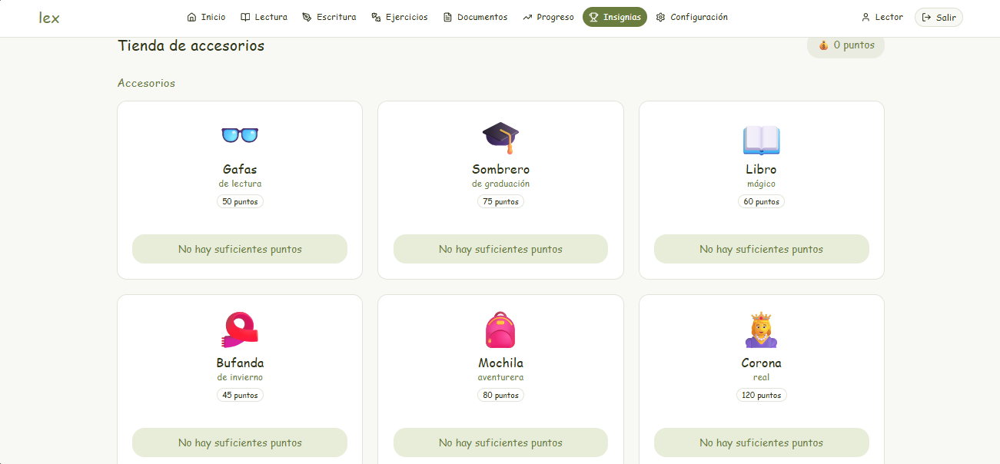 lex
Inicio Lectura Escritura Ejercicios Documentos Progreso Insignias Configuración Lector Salir
Tienda de accesorios
0 puntos
Accesorios
Gafas
de lectura
50 puntos
No hay suficientes puntos
Sombrero
de graduación
75 puntos
No hay suficientes puntos
Libro
mágico
60 puntos
No hay suficientes puntos
Bufanda
de invierno
45 puntos
No hay suficientes puntos
Mochila
aventurera
80 puntos
No hay suficientes puntos
Corona
real
120 puntos
No hay suficientes puntos